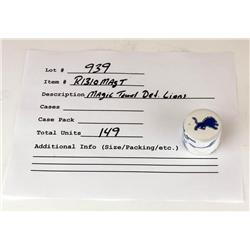 Lot # 939
Item # R1310MAgT
Description Magic Towel Det. Lions
Cases
Case Pack
Total Units 149
Additional Info (Size/Packing/etc.)